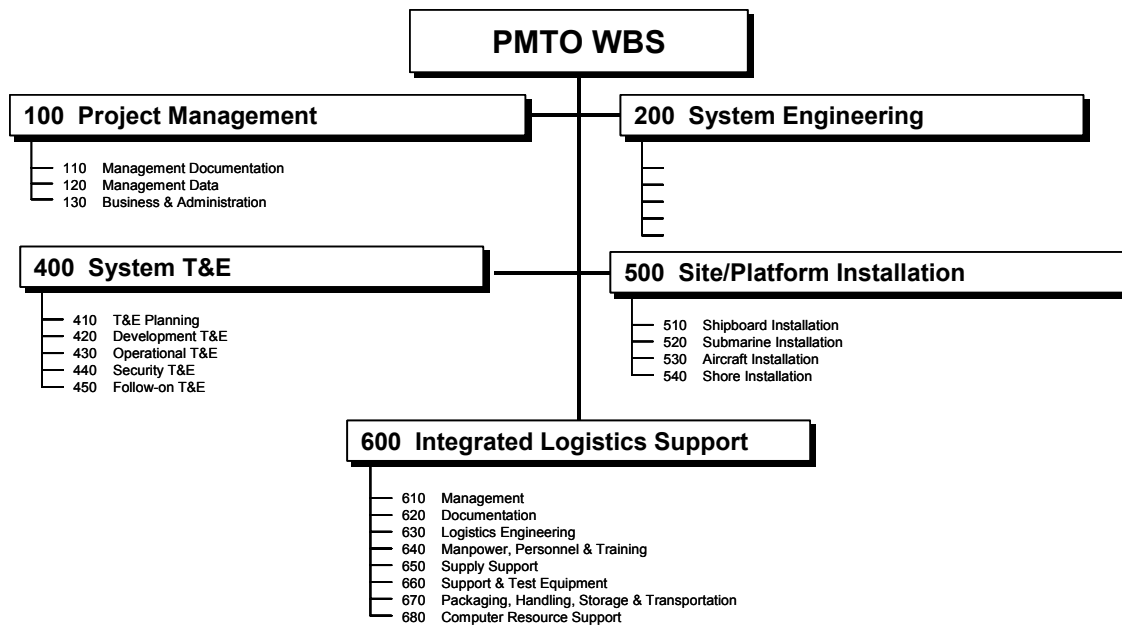 PMTO WBS
100 Project Management
110 Management Documentation
120 Management Data
130 Business & Administration
200 System Engineering
400 System T&E
410 T&E Planning
420 Development T&E
430 Operational T&E
440 Security T&E
450 Follow-on T&E
500 Site/Platform Installation
510 Shipboard Installation
520 Submarine Installation
530 Aircraft Installation
540 Shore Installation
600 Integrated Logistics Support
610 Management
620 Documentation
630 Logistics Engineering
640 Manpower, Personnel & Training
650 Supply Support
660 Support & Test Equipment
670 Packaging, Handling, Storage & Transportation
680 Computer Resource Support